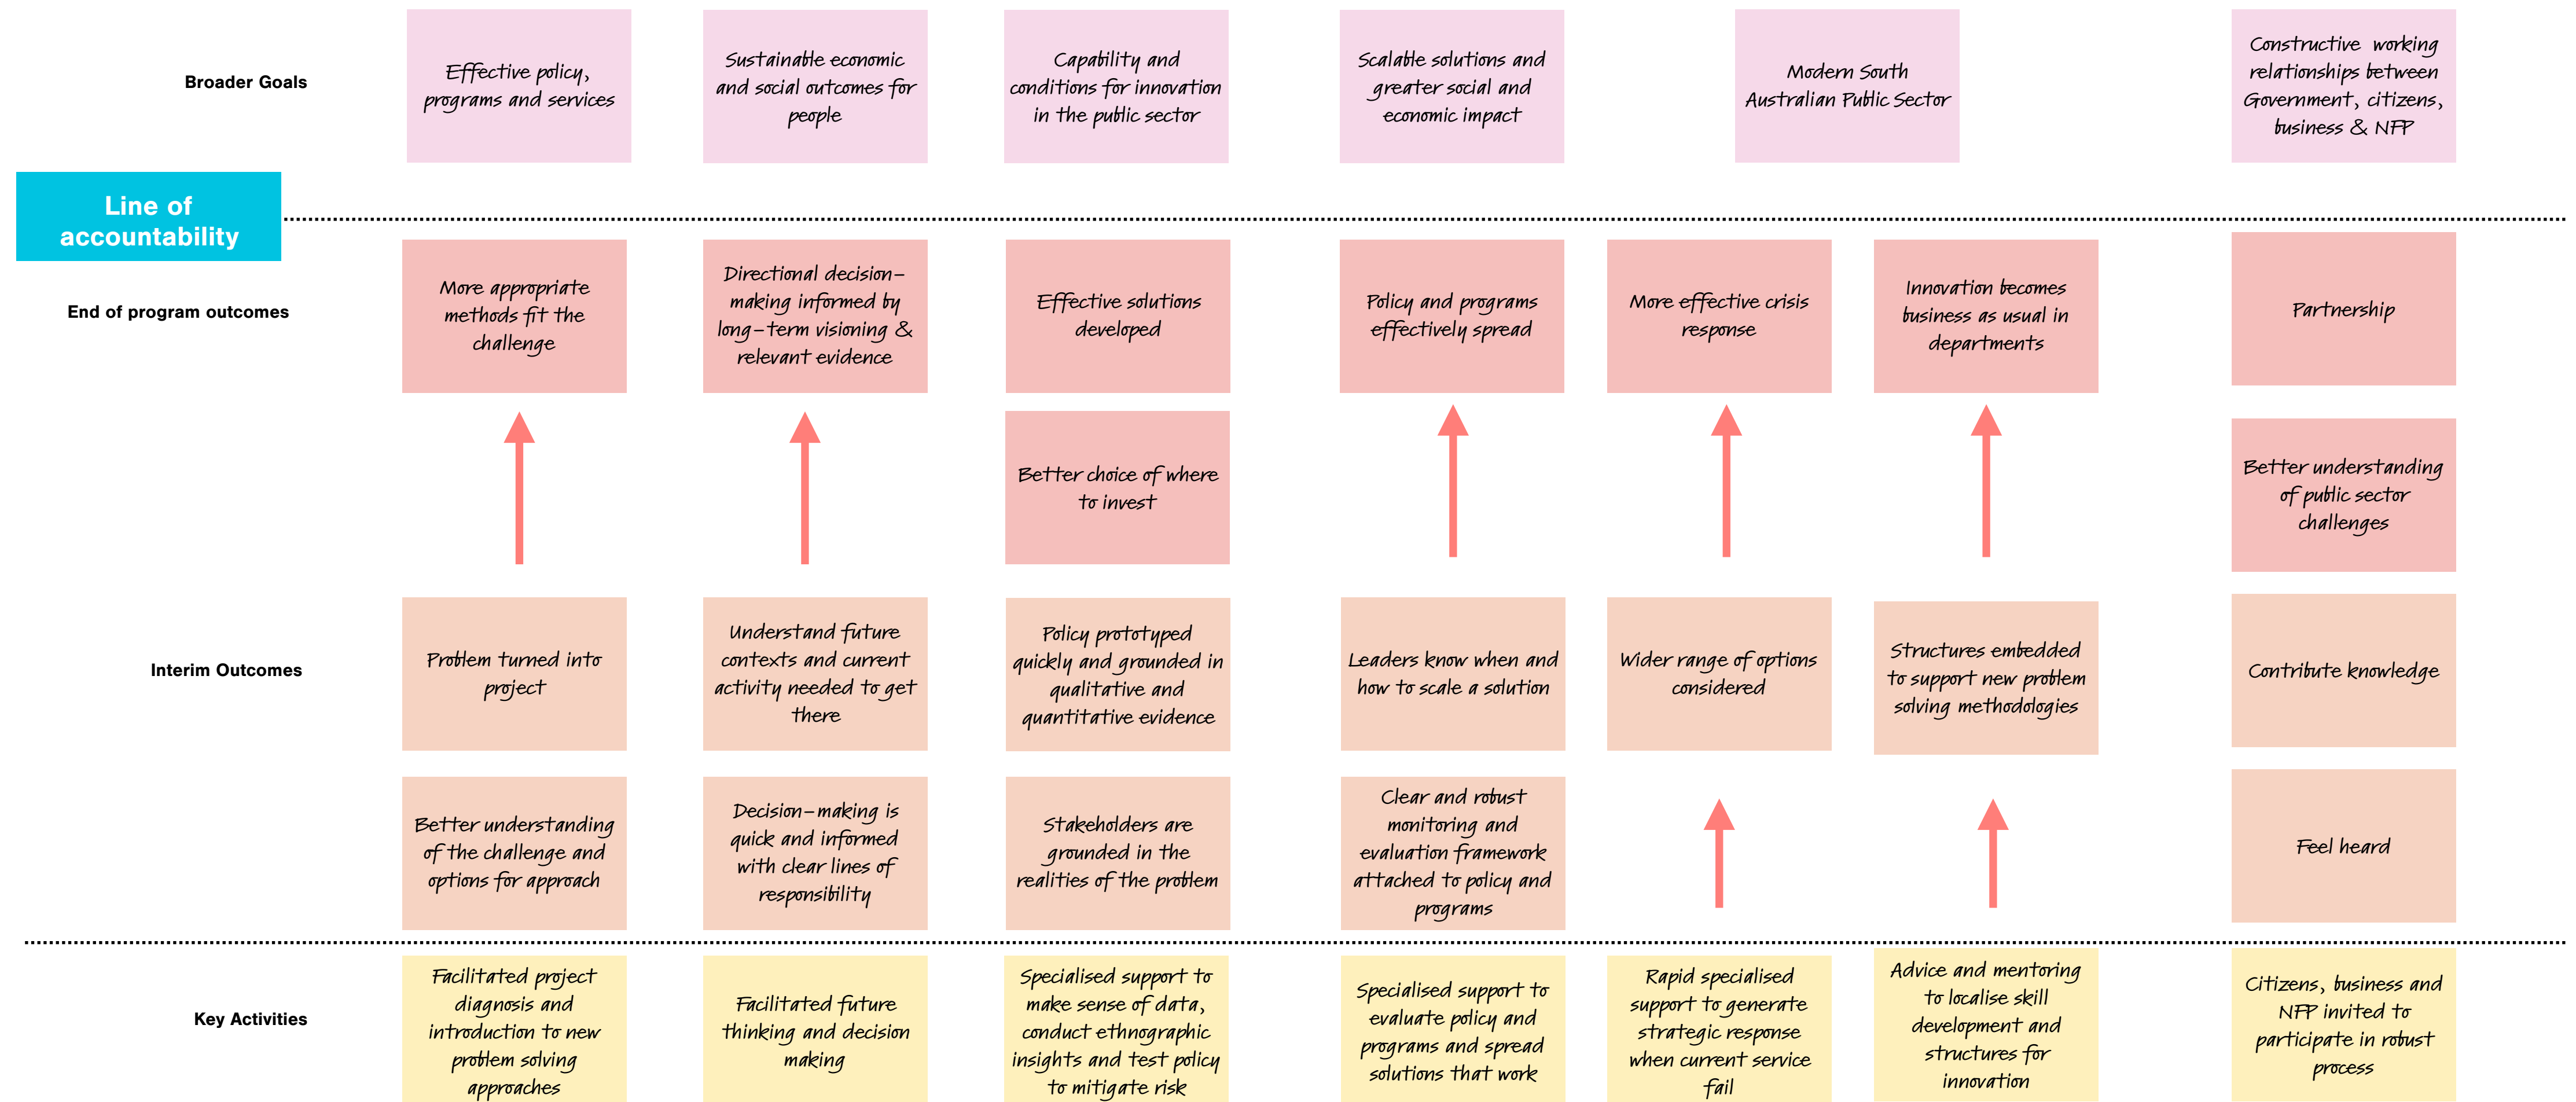 Broader Goals
Effective policy,
programs and services
Sustainable economic
and social outcomes for
people
Capability and
conditions for innovation
in the public sector
Scalable solutions and
greater social and
economic impact
Modern South
Australian Public Sector
Constructive working
relationships between
Government, citizens,
business & NFP
Line of
accountability
End of program outcomes
More appropriate
methods fit the
challenge
Directional decision-
making informed by
long-term visioning &
relevant evidence
Effective solutions
developed
Policy and programs
effectively spread
More effective crisis
response
Innovation becomes
business as usual in
departments
Partnership
Better choice of where
to invest
Better understanding
of public sector
challenges
Interim Outcomes
Problem turned into
project
Understand future
contexts and current
activity needed to get
there
Policy prototyped
quickly and grounded in
qualitative and
quantitative evidence
Leaders know when and
how to scale a solution
Wider range of options
considered
Structures embedded
to support new problem
solving methodologies
Contribute knowledge
Better understanding
of the challenge and
options for approach
Decision-making is
quick and informed
with clear lines of
responsibility
Stakeholders are
grounded in the
realities of the problem
Clear and robust
monitoring and
evaluation framework
attached to policy and
programs
Feel heard
Key Activities
Facilitated project
diagnosis and
introduction to new
problem solving
approaches
Facilitated future
thinking and decision
making
Specialised support to
make sense of data,
conduct ethnographic
insights and test policy
to mitigate risk
Specialised support to
evaluate policy and
programs and spread
solutions that work
Rapid specialised
support to generate
strategic response
when current service
fail
Advice and mentoring
to localise skill
development and
structures for
innovation
Citizens, business and
NFP invited to
participate in robust
process